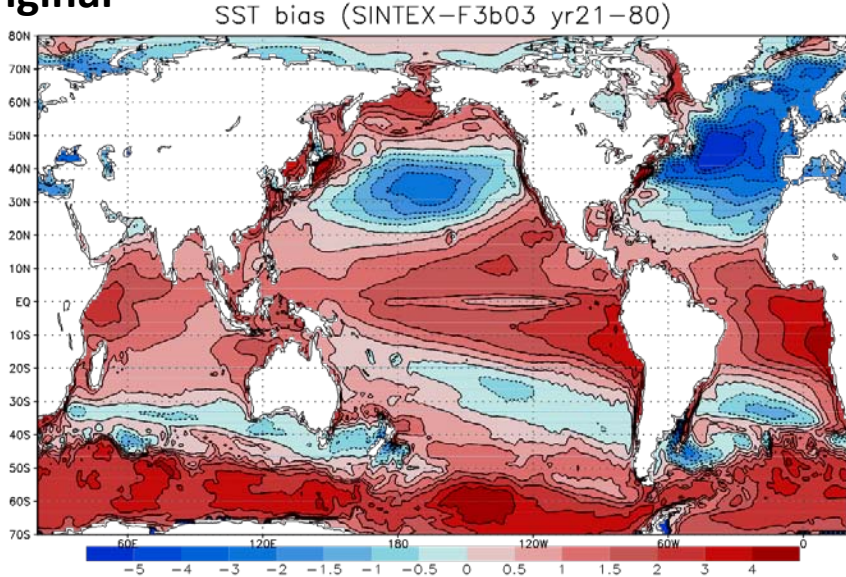 SST bias (SINTEX-F3b03 yr21-80)
80N
70N
60N
50N
40N
30N
20N
10N
EQ
10S
20S
30S
40S
50S
60S
70S
60E 120E 180 120W 60W 0
-5 -4 -3 -2 -1.5 -1 -0.5 0 0.5 1 1.5 2 3 4